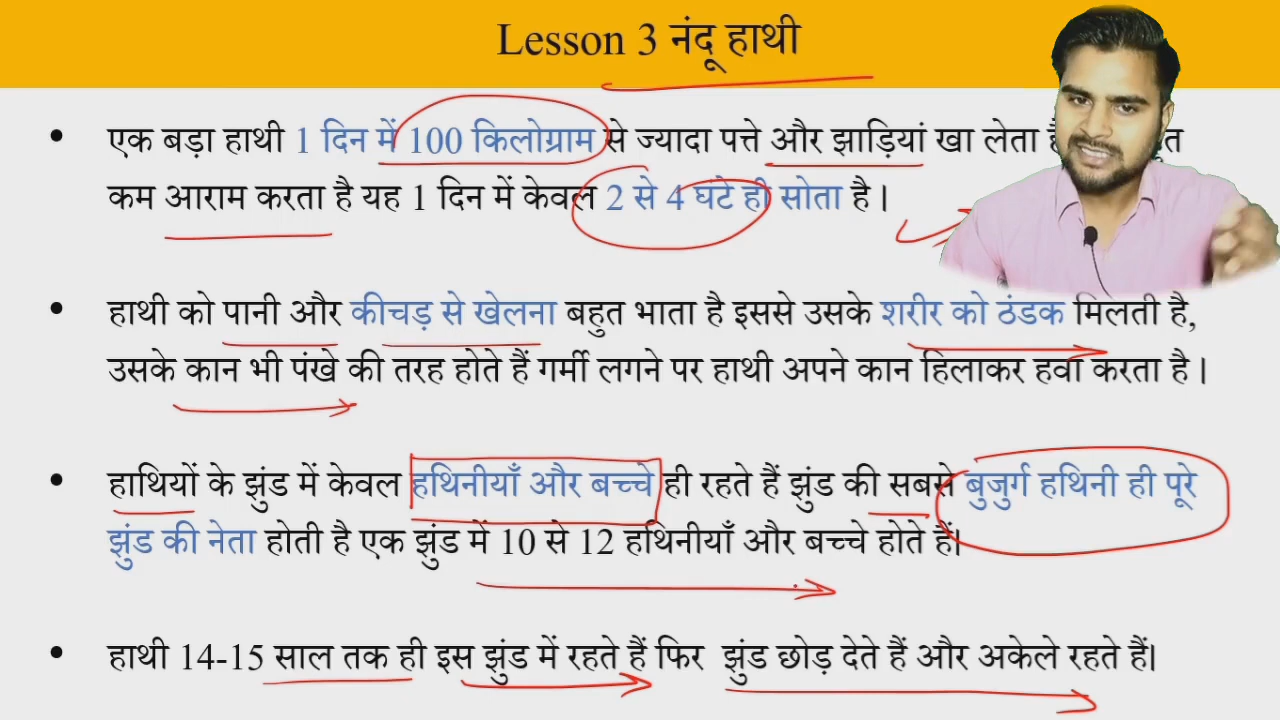 Lesson 3 नंदू हाथी
• एक बड़ा हाथी 1 दिन में 100 किलोग्राम से ज्यादा पत्ते और झाड़ियां खा लेता
कम आराम करता है यह 1 दिन में केवल 2 से 4 घंटे ही सोता है।
• हाथी को पानी और कीचड़ से खेलना बहुत भाता है इससे उसके शरीर को ठंडक मिलती है,
उसके कान भी पंखे की तरह होते हैं गर्मी लगने पर हाथी अपने कान हिलाकर हवा करता है।
• हाथियों के झुंड में केवल हथिनीयाँ और बच्चे ही रहते हैं झुंड की सबसे बुजुर्ग हथिनी ही पूरे
झुंड की नेता होती है एक झुंड में 10 से 12 हथिनीयाँ और बच्चे होते हैं।
• हाथी 14-15 साल तक ही इस झुंड में रहते हैं फिर झुंड छोड़ देते हैं और अकेले रहते हैं।